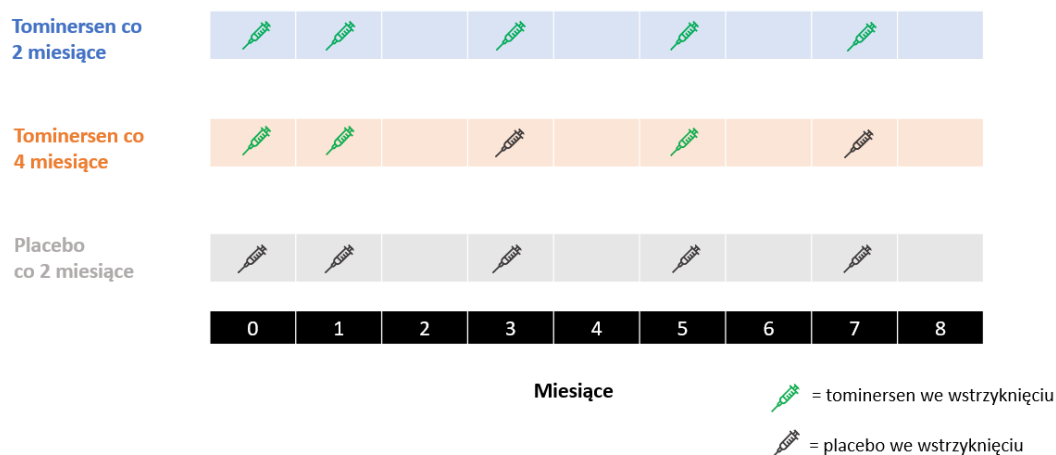 Tominersen co
2 miesiące
Tominersen co
4 miesiące
Placebo
co 2 miesiące
0 1 2 3 4 5 6 7 8
Miesiące
= tominersen we wstrzyknięciu
= placebo we wstrzyknięciu